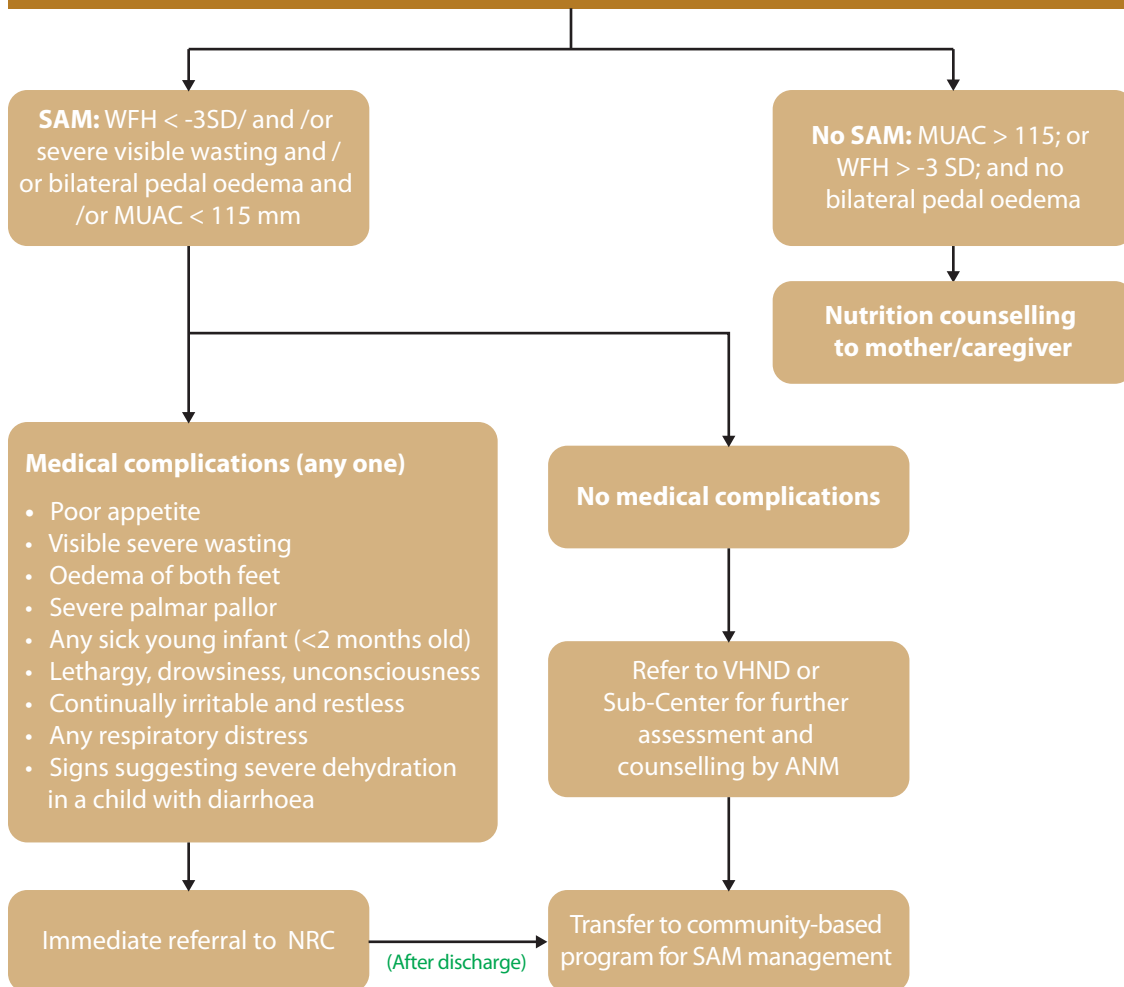 SAM: WFH < -3SD/ and /or
severe visible wasting and /
or bilateral pedal oedema and
/or MUAC < 115 mm
No SAM: MUAC > 115; or
WFH > -3 SD; and no
bilateral pedal oedema
Nutrition counselling
to mother/caregiver
Medical complications (any one)
• Poor appetite
• Visible severe wasting
• Oedema of both feet
• Severe palmar pallor
• Any sick young infant (<2 months old)
• Lethargy, drowsiness, unconsciousness
• Continually irritable and restless
• Any respiratory distress
• Signs suggesting severe dehydration
in a child with diarrhoea
No medical complications
Refer to VHND or
Sub-Center for further
assessment and
counselling by ANM
Immediate referral to NRC
(After discharge)
Transfer to community-based
program for SAM management